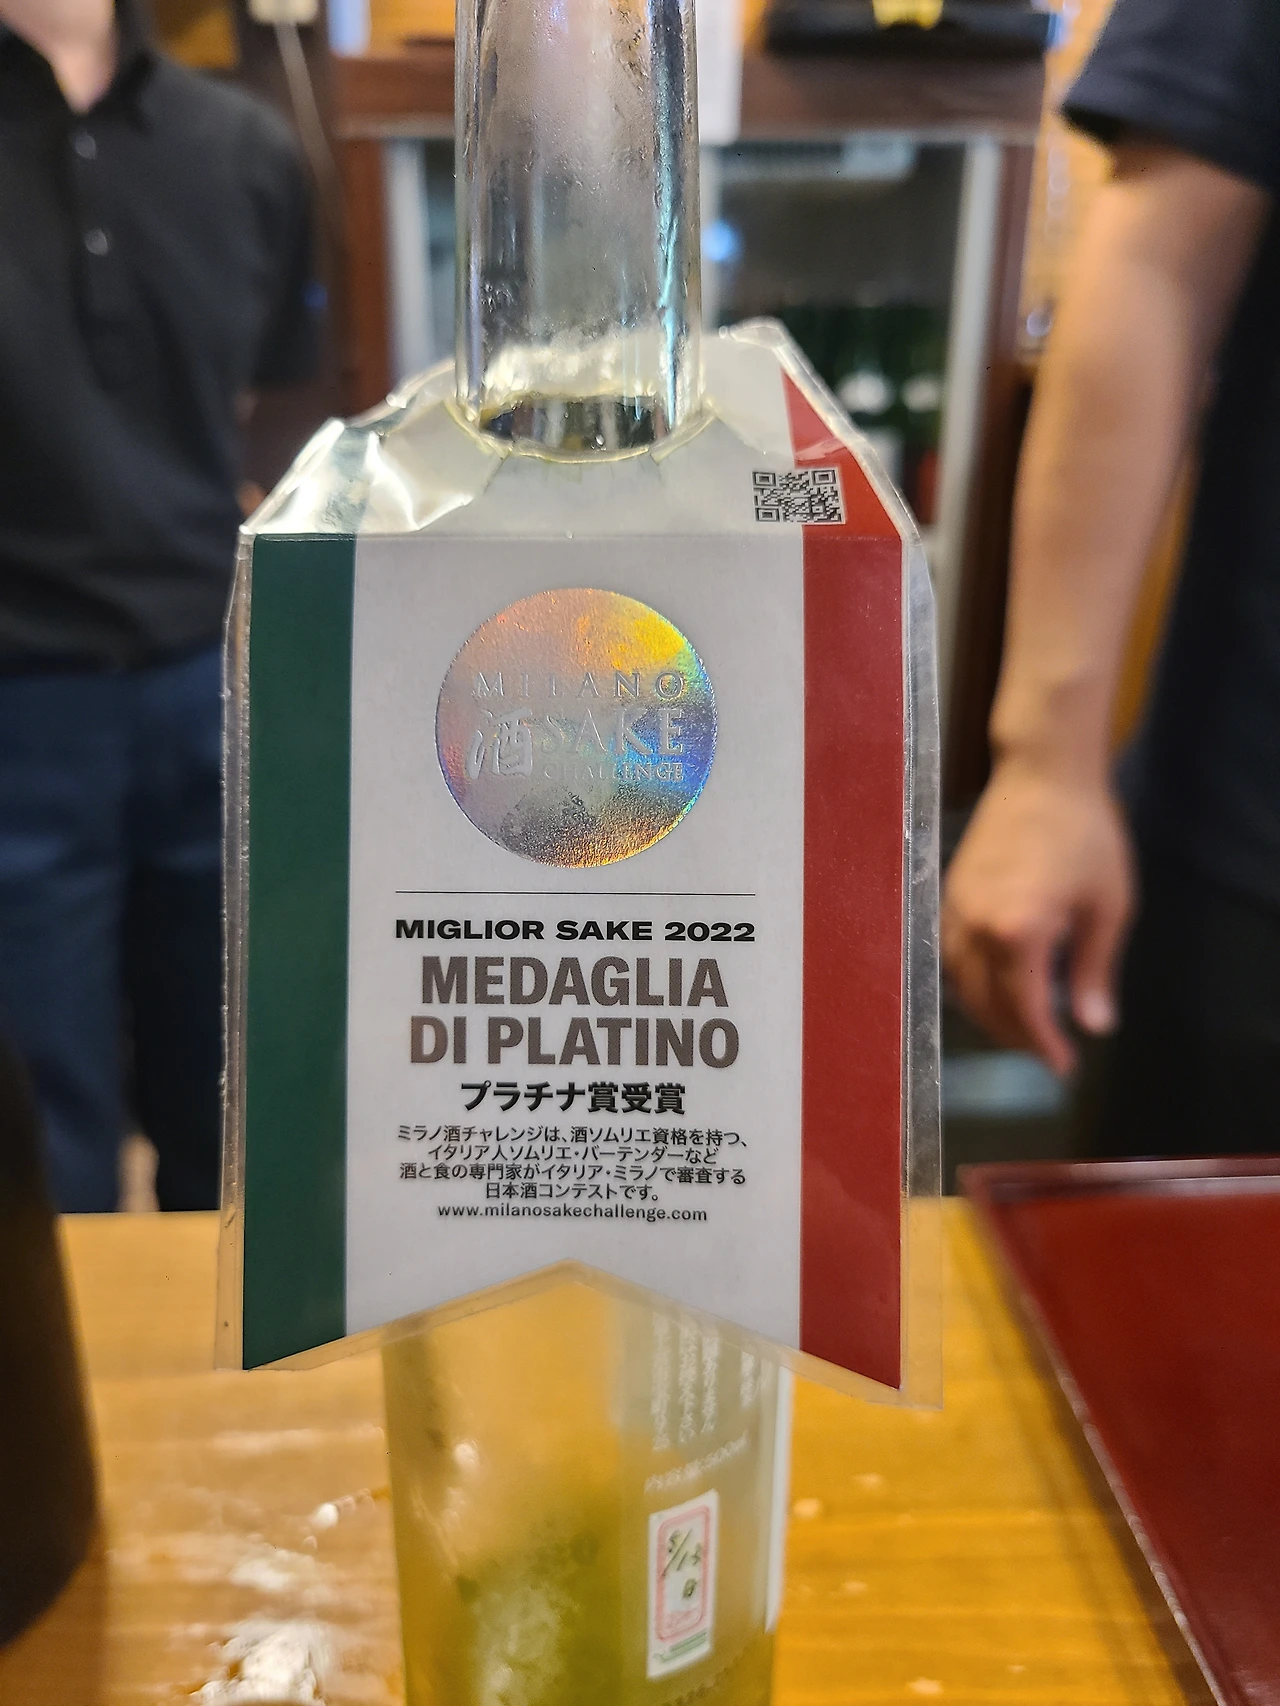 MILANO
酒SAKE
CHALLENGE
MIGLIOR SAKE 2022
MEDAGLIA
DI PLATINO
プラチナ賞受賞
ミラノ酒チャレンジは、酒ソムリエ資格を持つ、
イタリア人ソムリエ・バーテンダーなど
酒と食の専門家がイタリア・ミラノで審査する
日本酒コンテストです。
www.milanosakechallenge.com